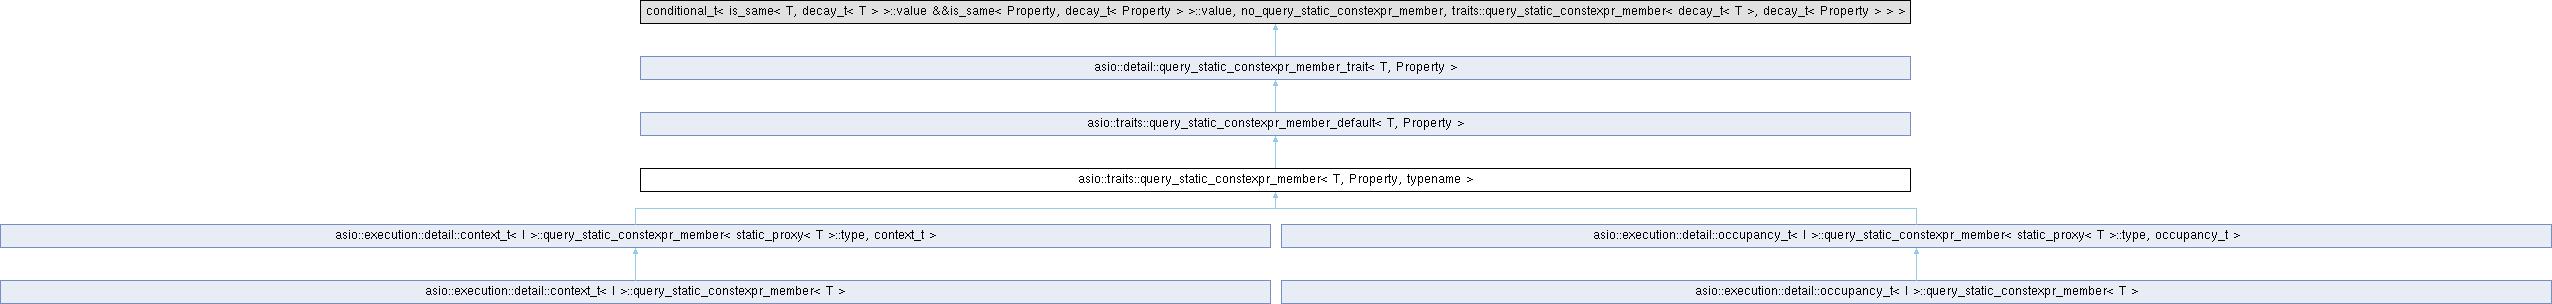 conditional_t< is_same< T, decay_t< T > >::value &&is_same< Property, decay_t< Property > >::value, no_query_static_constexpr_member, traits::query_static_constexpr_member< decay_t< T >, decay_t< Property > > >
asio::detail::query_static_constexpr_member_trait< T, Property >
asio::traits::query_static_constexpr_member_default< T, Property >
asio::traits::query_static_constexpr_member< T, Property, typename >
asio::execution::detail::context_t< I >::query_static_constexpr_member< static_proxy< T >::type, context_t >
asio::execution::detail::occupancy_t< I >::query_static_constexpr_member< static_proxy< T >::type, occupancy_t >
asio::execution::detail::context_t< I >::query_static_constexpr_member< T >
asio::execution::detail::occupancy_t< I >::query_static_constexpr_member< T >